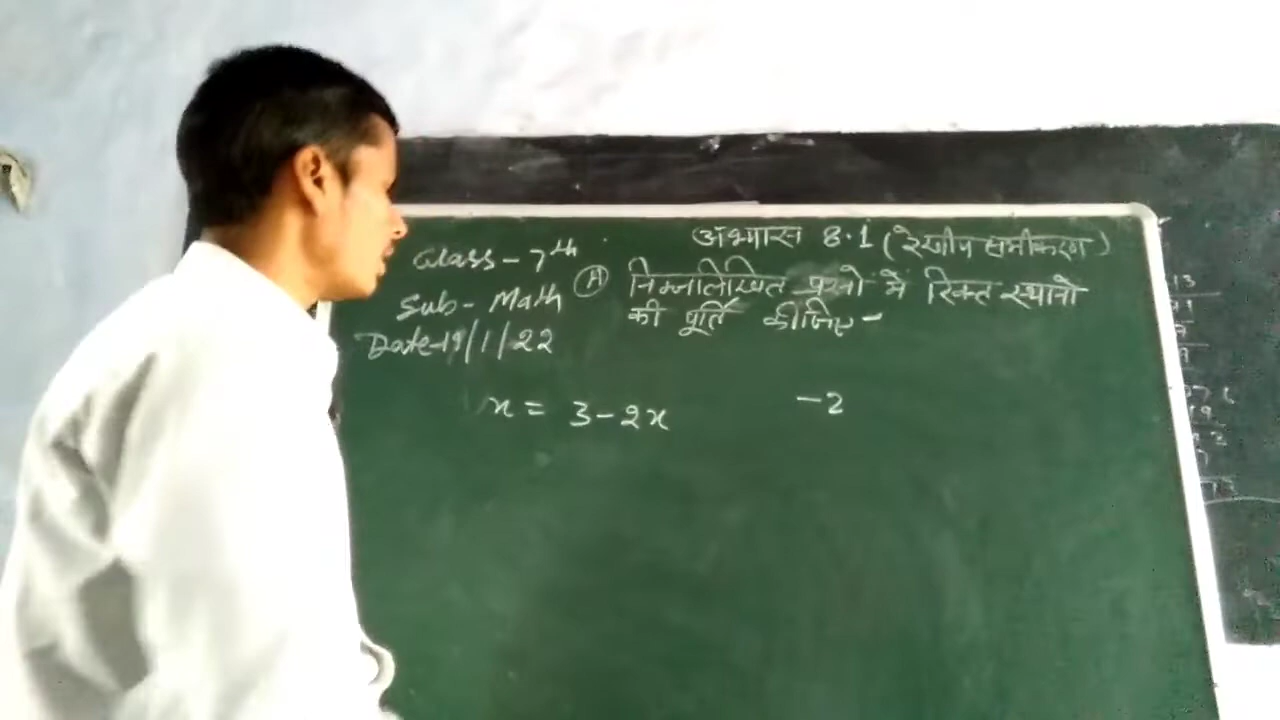 Class - 7th
Sub - Math
Date - 19/1/22
अभ्यास 8.1 (रेखीय समीकरण)
(A) निम्नलिखित प्रश्नों में रिक्त स्थानो
की पूर्ति कीजिए -
x = 3 - 2x
-2